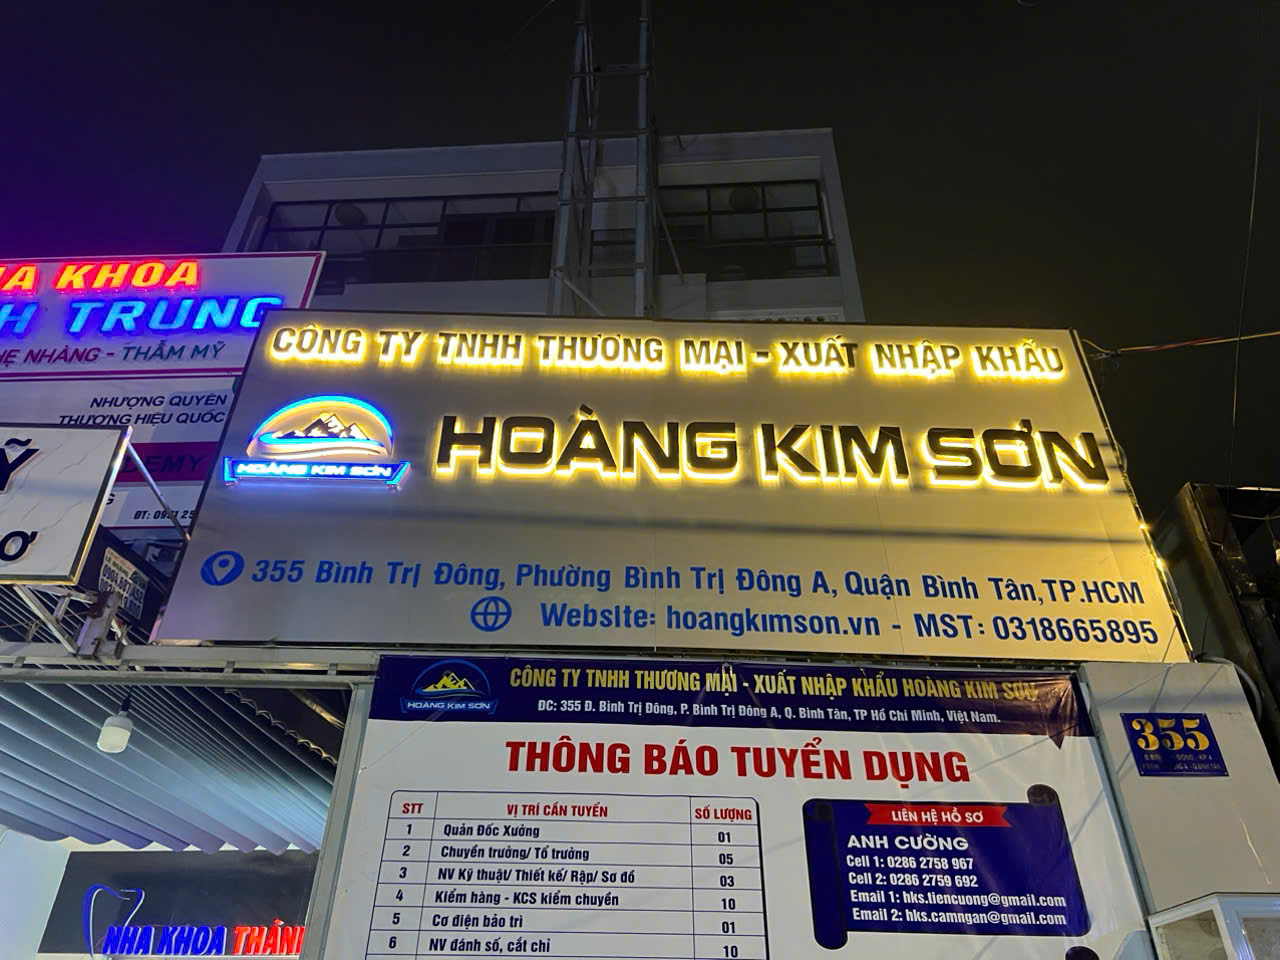 KHOA
TRUNG
NHẸ NHÀNG - THẨM MỸ
NHƯỢNG QUYỀN
THƯƠNG HIỆU QUỐC
CÔNG TY TNHH THƯƠNG MẠI - XUẤT NHẬP KHẨU
HOÀNG KIM SƠN
HOÀNG KIM SƠN
355 Bình Trị Đông, Phường Bình Trị Đông A, Quận Bình Tân,TP.HCM
Website: hoangkimson.vn - MST: 0318665895
HOÀNG KIM SƠN
CÔNG TY TNHH THƯƠNG MẠI - XUẤT NHẬP KHẨU HOÀNG KIM SƠN
ĐC: 355 Đ. Bình Trị Đông, P. Bình Trị Đông A, Q. Bình Tân, TP Hồ Chí Minh, Việt Nam.
THÔNG BÁO TUYỂN DỤNG
STT VỊ TRÍ CẦN TUYỂN SỐ LƯỢNG
1 Quản Đốc Xưởng 01
2 Chuyền trưởng/ Tổ trưởng 05
3 NV Kỹ thuật/ Thiết kế/ Rập/ Sơ đồ 03
4 Kiểm hàng - KCS kiểm chuyền 10
5 Cơ điện bảo trì 01
6 NV đánh số, cắt chỉ 10
LIÊN HỆ HỒ SƠ
ANH CƯỜNG
Cell 1: 0286 2758 967
Cell 2: 0286 2759 692
Email 1: hks.tiencuong@gmail.com
Email 2: hks.camngan@gmail.com
355
NHA KHOA THÀNH